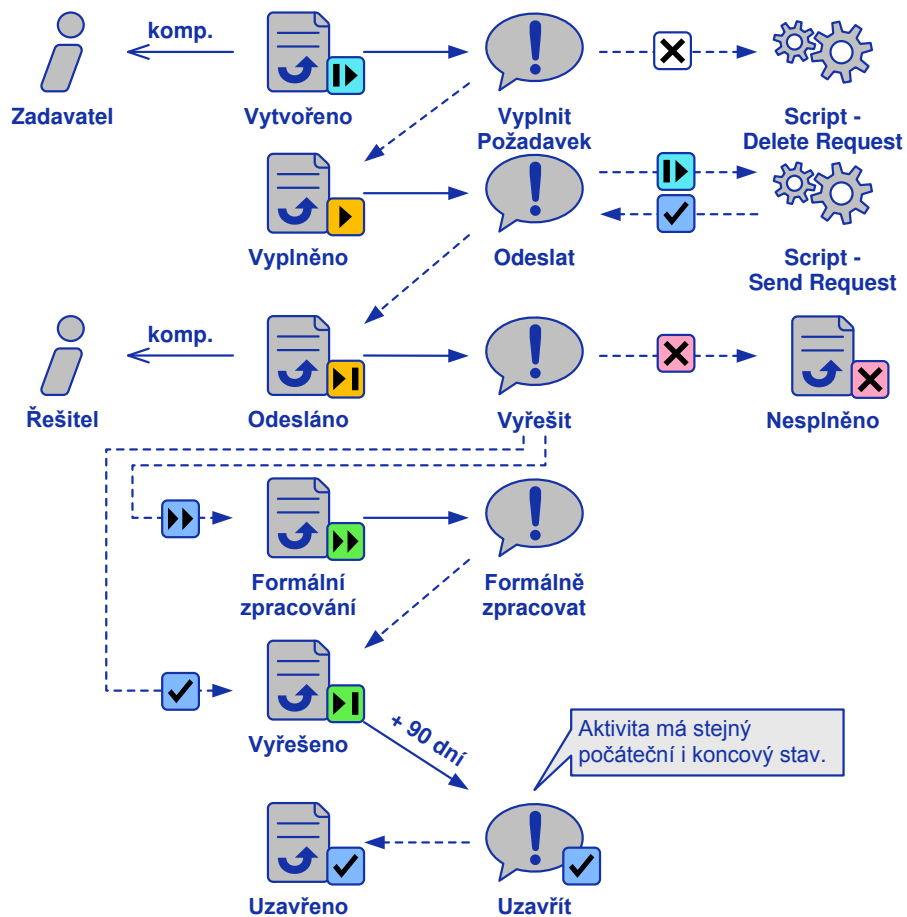 komp.
Zadavatel
Vytvořeno
Vyplnit
Požadavek
Script -
Delete Request
Vyplněno
Odeslat
Script -
Send Request
komp.
Řešitel
Odesláno
Vyřešit
Nesplněno
Formální
zpracování
Formálně
zpracovat
Vyřešeno
+ 90 dní
Aktivita má stejný
počáteční i koncový stav.
Uzavřeno
Uzavřít